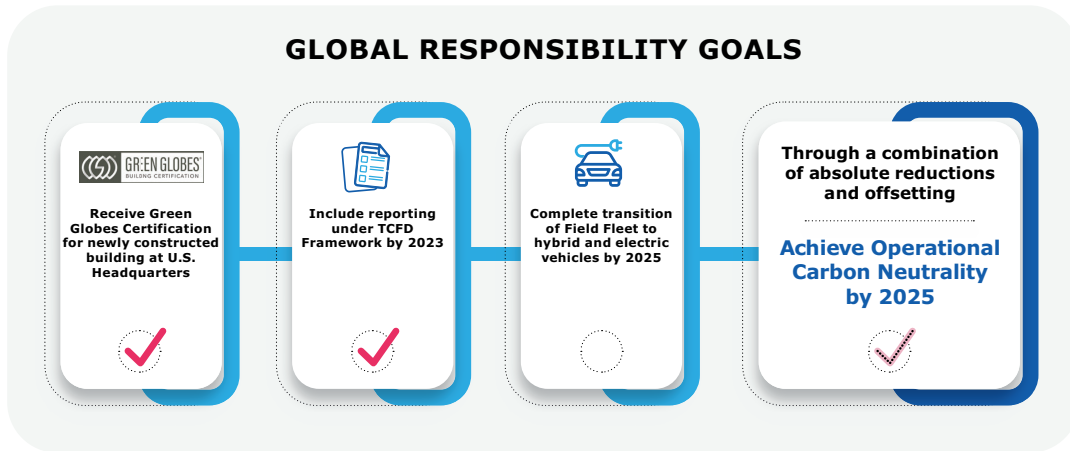 GLOBAL RESPONSIBILITY GOALS
GREEN GLOBES®
BUILDING CERTIFICATION
Receive Green
Globes Certification
for newly constructed
building at U.S.
Headquarters
Include reporting
under TCFD
Framework by 2023
Complete transition
of Field Fleet to
hybrid and electric
vehicles by 2025
Through a combination
of absolute reductions
and offsetting
Achieve Operational
Carbon Neutrality
by 2025